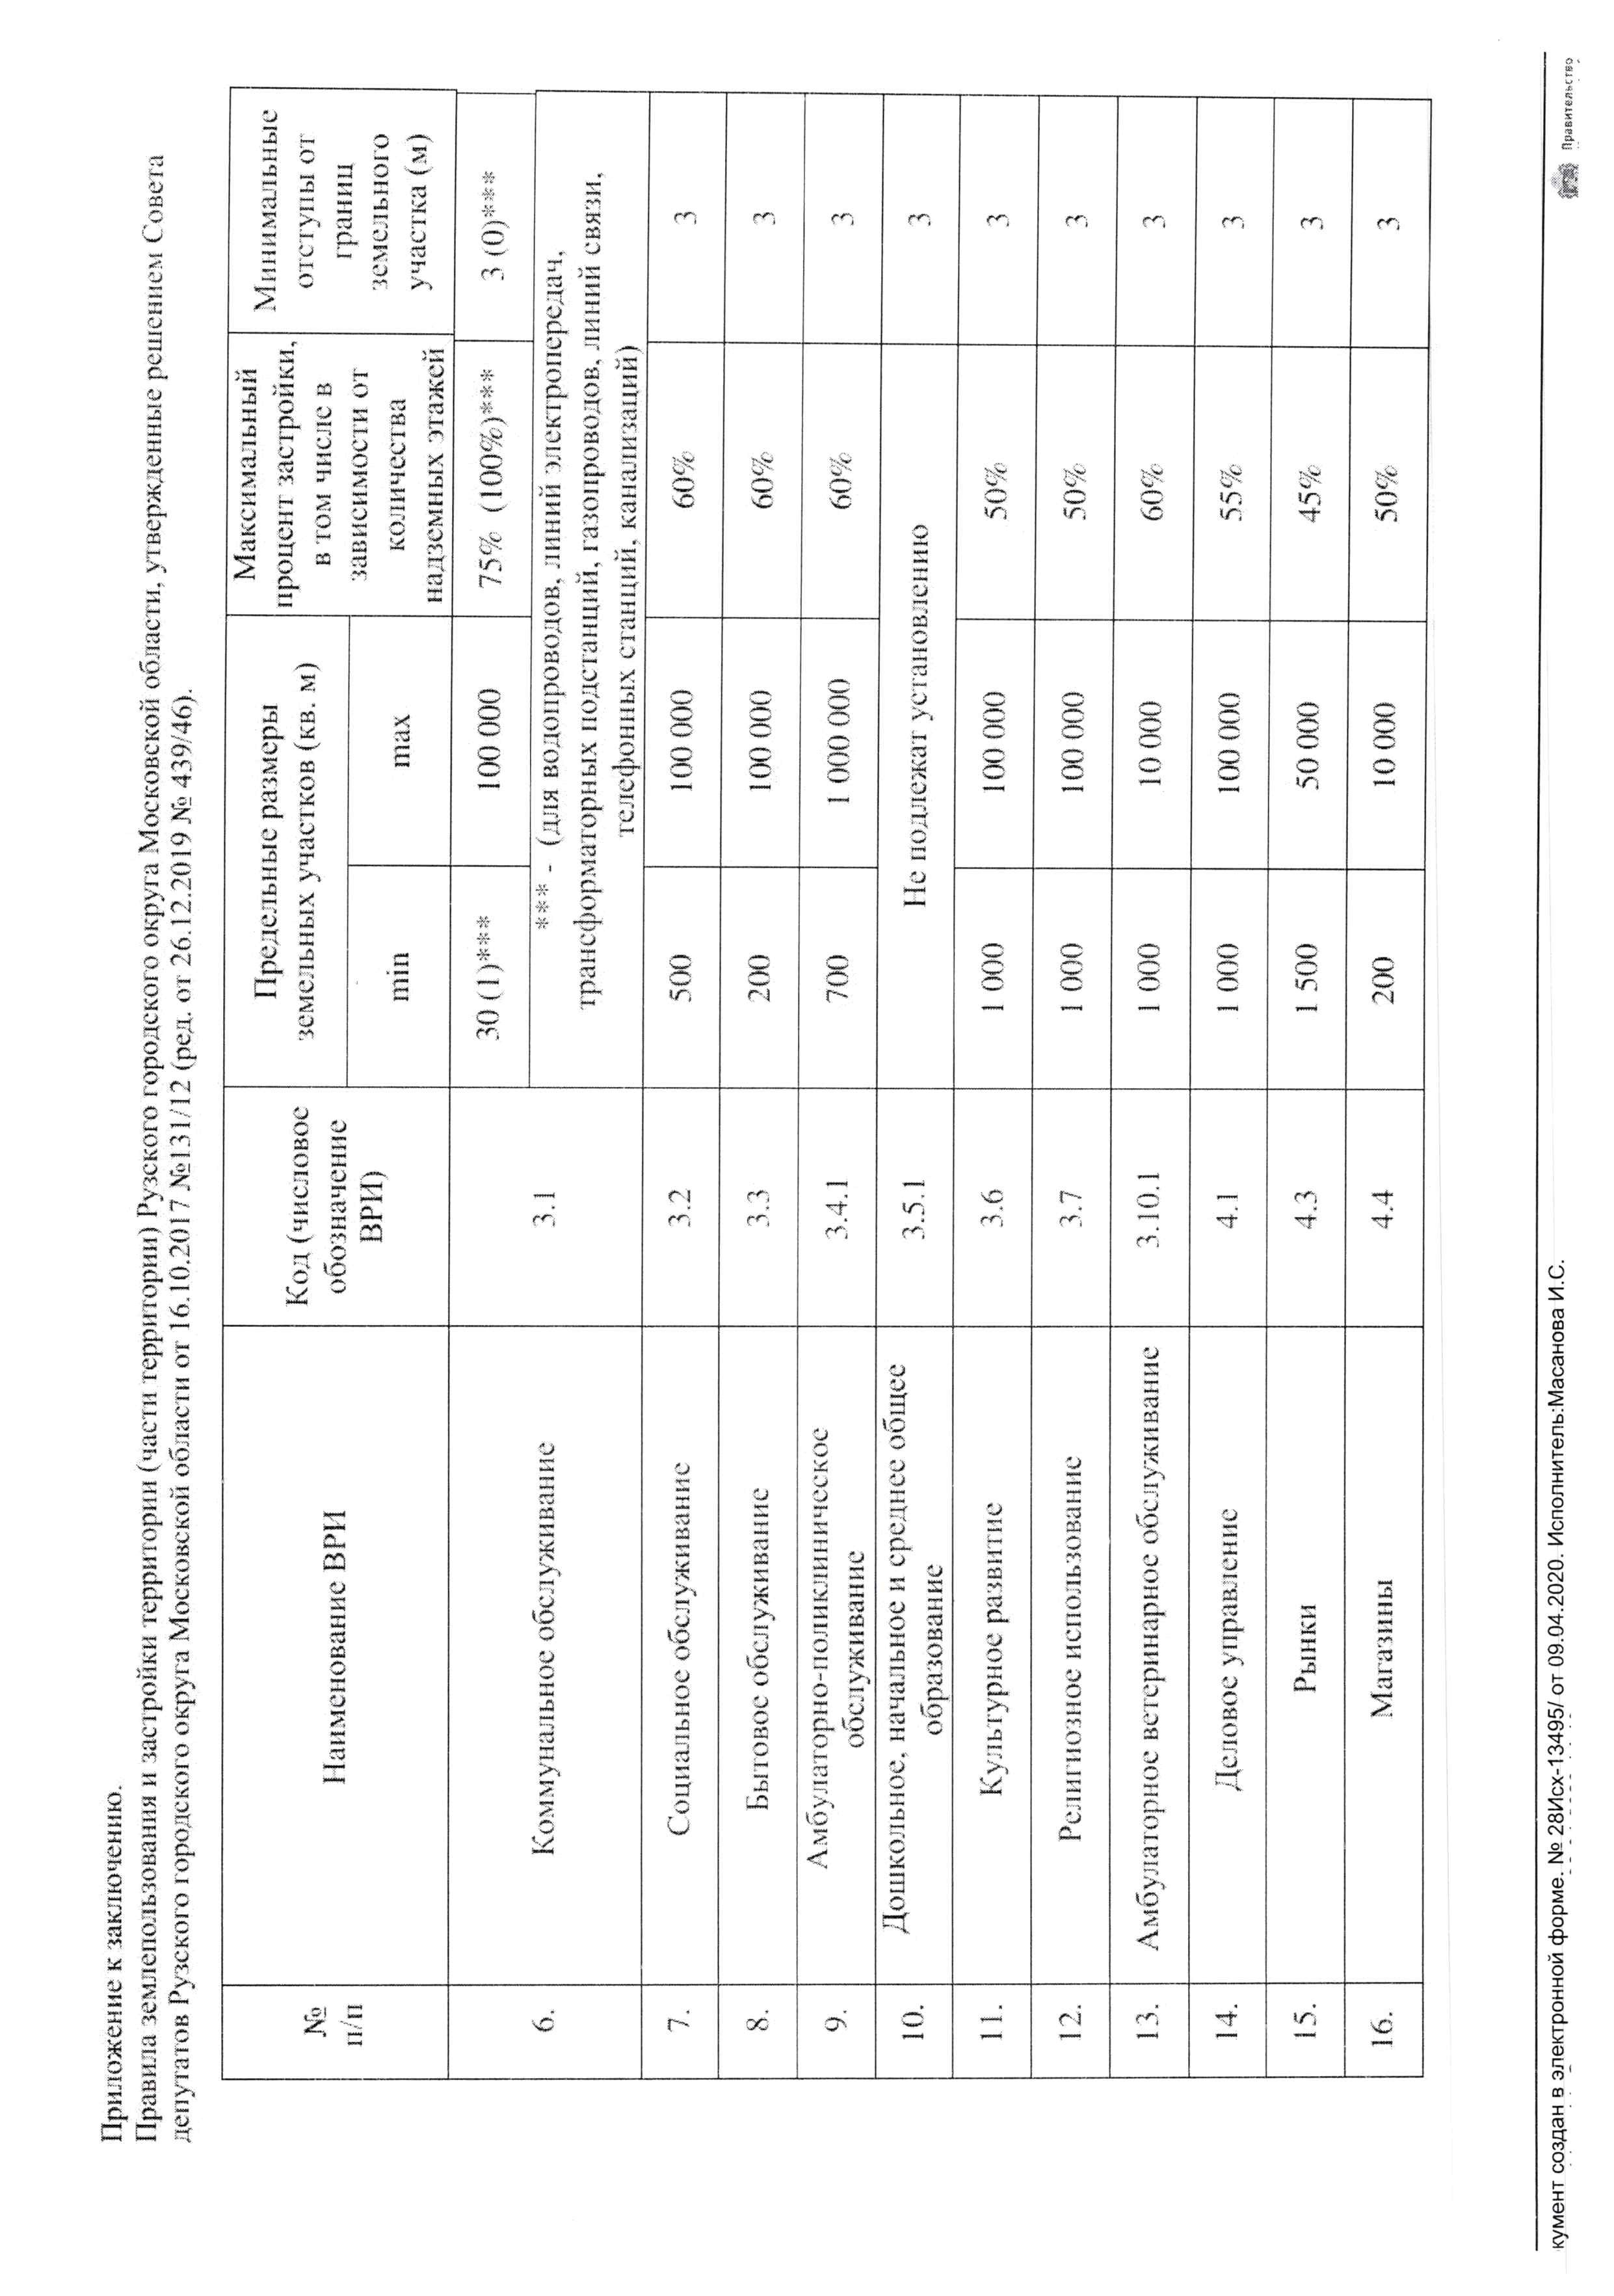 Приложение к заключению.
Правила землепользования и застройки территории (части территории) Рузского городского округа Московской области, утвержденные решением Совета
депутатов Рузского городского округа Московской области от 16.10.2017 №131/12 (ред. от 26.12.2019 № 439/46).
№
п/п
Наименование ВРИ
Код (числовое
обозначение
ВРИ)
Предельные размеры
земельных участков (кв. м)
min
max
Максимальный
процент застройки,
в том числе в
зависимости от
количества
надземных этажей
Минимальные
отступы от
границ
земельного
участка (м)
6.
Коммунальное обслуживание
3.1
30 (1)***
100 000
75% (100%)***
3 (0)***
*** - (для водопроводов, линий электропередач,
трансформаторных подстанций, газопроводов, линий связи,
телефонных станций, канализаций)
7.
Социальное обслуживание
3.2
500
100 000
60%
3
8.
Бытовое обслуживание
3.3
200
100 000
60%
3
9.
Амбулаторно-поликлиническое
обслуживание
3.4.1
700
1 000 000
60%
3
10.
Дошкольное, начальное и среднее общее
образование
3.5.1
Не подлежат установлению
3
11.
Культурное развитие
3.6
1 000
100 000
50%
3
12.
Религиозное использование
3.7
1 000
100 000
50%
3
13.
Амбулаторное ветеринарное обслуживание
3.10.1
1 000
10 000
60%
3
14.
Деловое управление
4.1
1 000
100 000
55%
3
15.
Рынки
4.3
1 500
50 000
45%
3
16.
Магазины
4.4
200
10 000
50%
3
кумент создан в электронной форме. № 28Исх-13495/ от 09.04.2020. Исполнитель:Масанова И.С.
Правительство